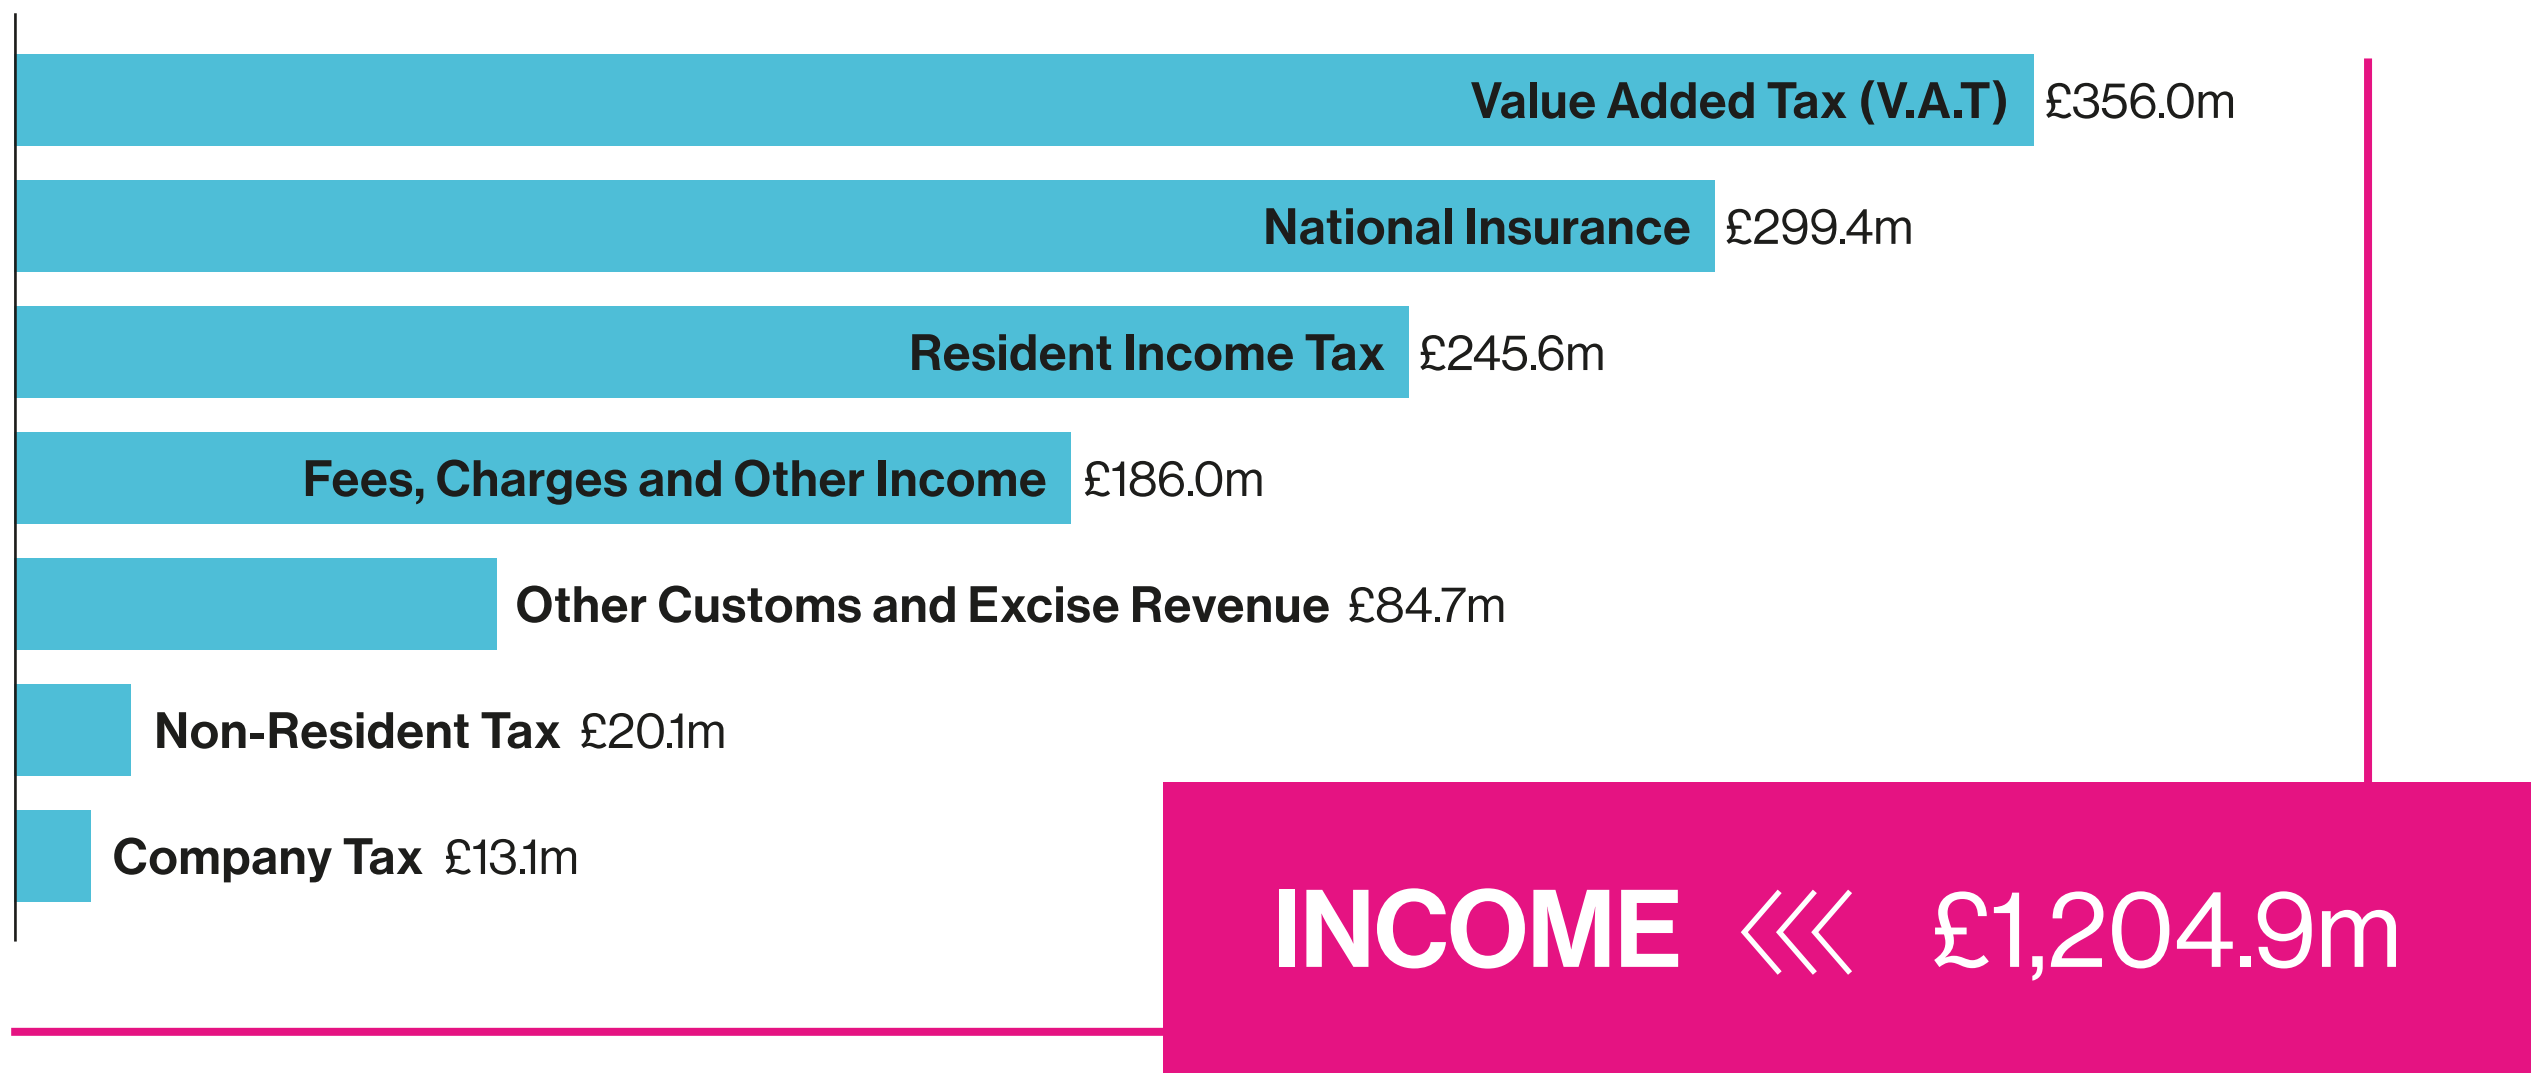 Value Added Tax (V.A.T) £356.0m
National Insurance £299.4m
Resident Income Tax £245.6m
Fees, Charges and Other Income £186.0m
Other Customs and Excise Revenue £84.7m
Non-Resident Tax £20.1m
Company Tax £13.1m
INCOME £1,204.9m